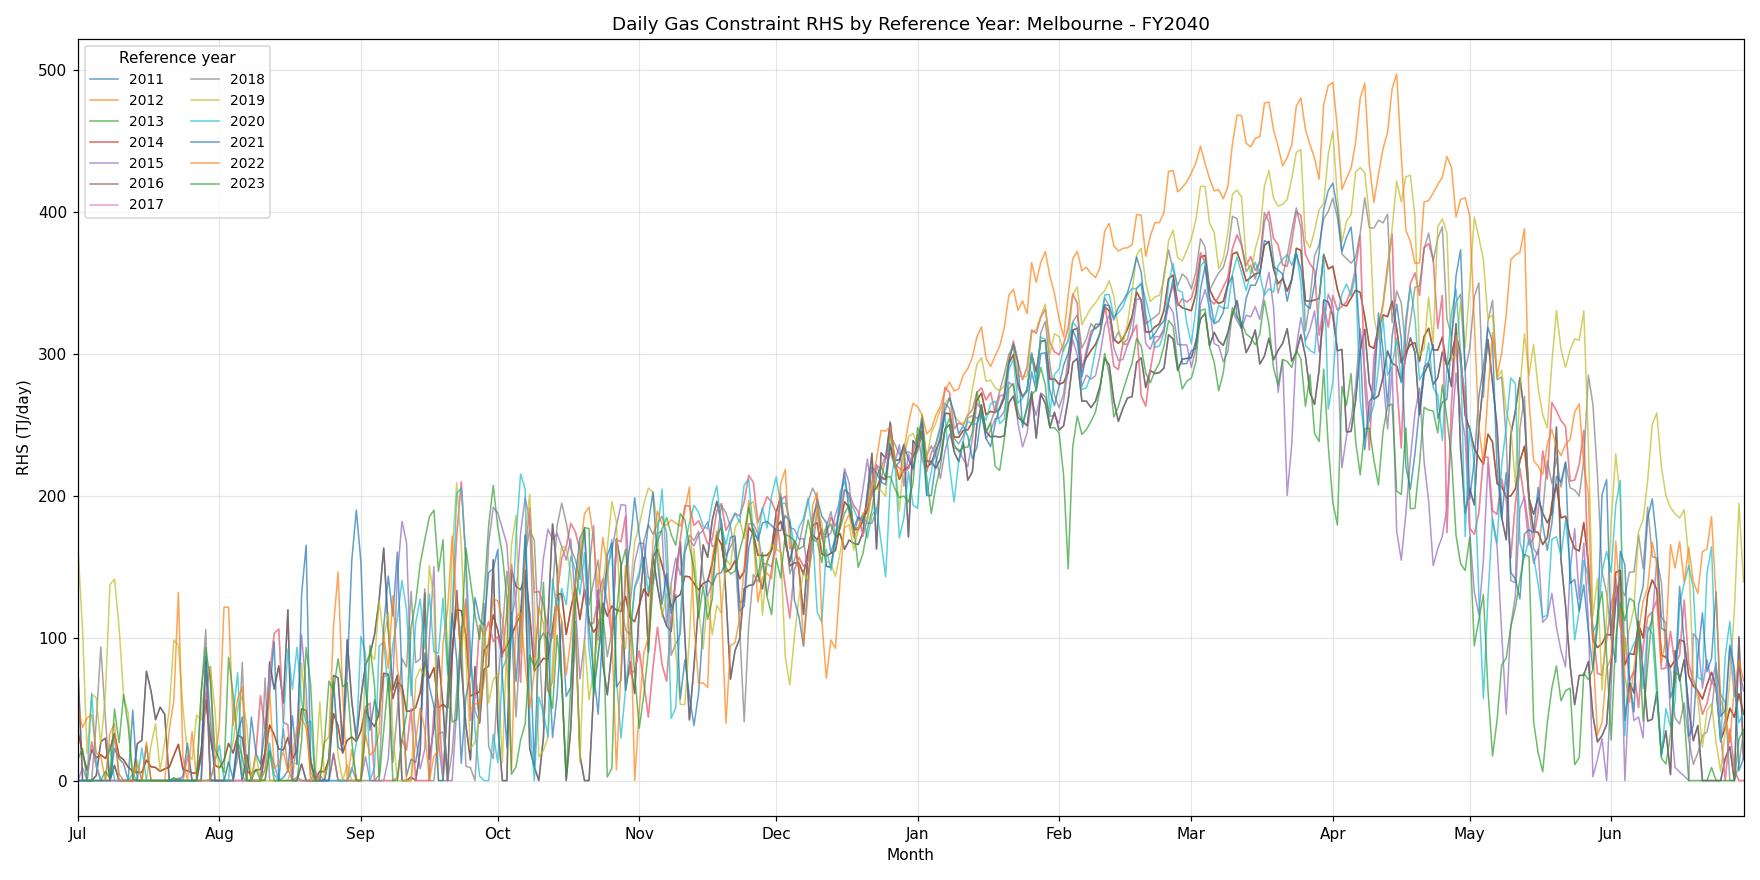 Daily Gas Constraint RHS by Reference Year: Melbourne - FY2040
Reference year
2011
2012
2013
2014
2015
2016
2017
2018
2019
2020
2021
2022
2023
RHS (TJ/day)
500
400
300
200
100
0
Jul
Aug
Sep
Oct
Nov
Dec
Jan
Feb
Mar
Apr
May
Jun
Month